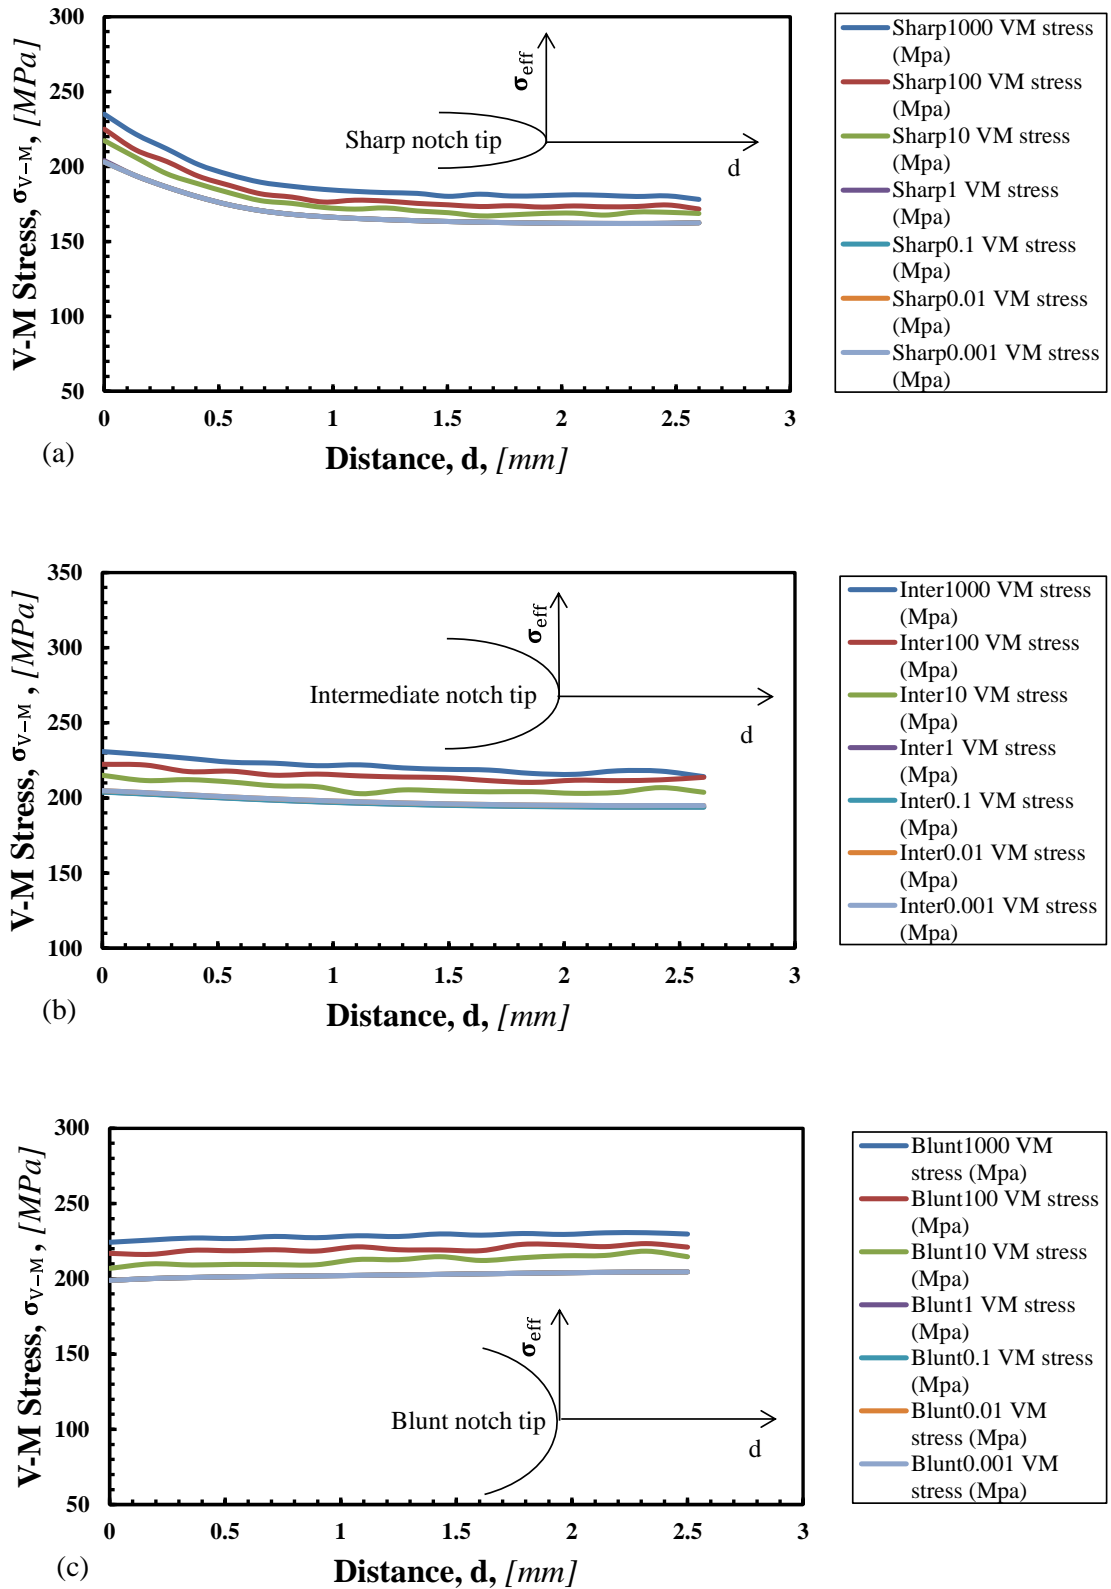 300
250
200
150
100
50
V-M Stress, σV−M, [MPa]
0
0.5
1
1.5
2
2.5
3
Distance, d, [mm]
(a)
σeff
Sharp notch tip
d
Sharp1000 VM stress
(Mpa)
Sharp100 VM stress
(Mpa)
Sharp10 VM stress
(Mpa)
Sharp1 VM stress
(Mpa)
Sharp0.1 VM stress
(Mpa)
Sharp0.01 VM stress
(Mpa)
Sharp0.001 VM stress
(Mpa)
350
300
250
200
150
100
V-M Stress, σV−M , [MPa]
0
0.5
1
1.5
2
2.5
3
Distance, d, [mm]
(b)
σeff
Intermediate notch tip
d
Inter1000 VM stress
(Mpa)
Inter100 VM stress
(Mpa)
Inter10 VM stress
(Mpa)
Inter1 VM stress
(Mpa)
Inter0.1 VM stress
(Mpa)
Inter0.01 VM stress
(Mpa)
Inter0.001 VM stress
(Mpa)
300
250
200
150
100
50
V-M Stress, σV−M, [MPa]
0
0.5
1
1.5
2
2.5
3
Distance, d, [mm]
(c)
σeff
Blunt notch tip
d
Blunt1000 VM
stress (Mpa)
Blunt100 VM stress
(Mpa)
Blunt10 VM stress
(Mpa)
Blunt1 VM stress
(Mpa)
Blunt0.1 VM stress
(Mpa)
Blunt0.01 VM
stress (Mpa)
Blunt0.001 VM
stress (Mpa)